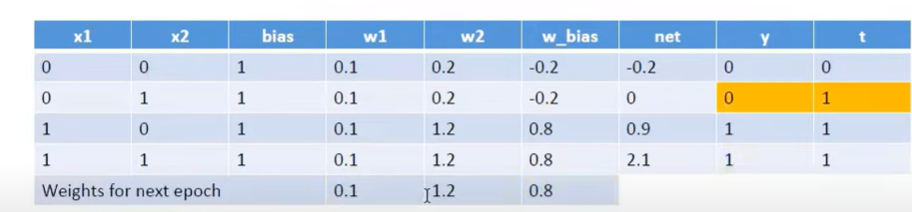 x1 x2 bias w1 w2 w_bias net y t
0 0 1 0.1 0.2 -0.2 -0.2 0 0
0 1 1 0.1 0.2 -0.2 0 0 1
1 0 1 0.1 1.2 0.8 0.9 1 1
1 1 1 0.1 1.2 0.8 2.1 1 1
Weights for next epoch 0.1 1.2 0.8